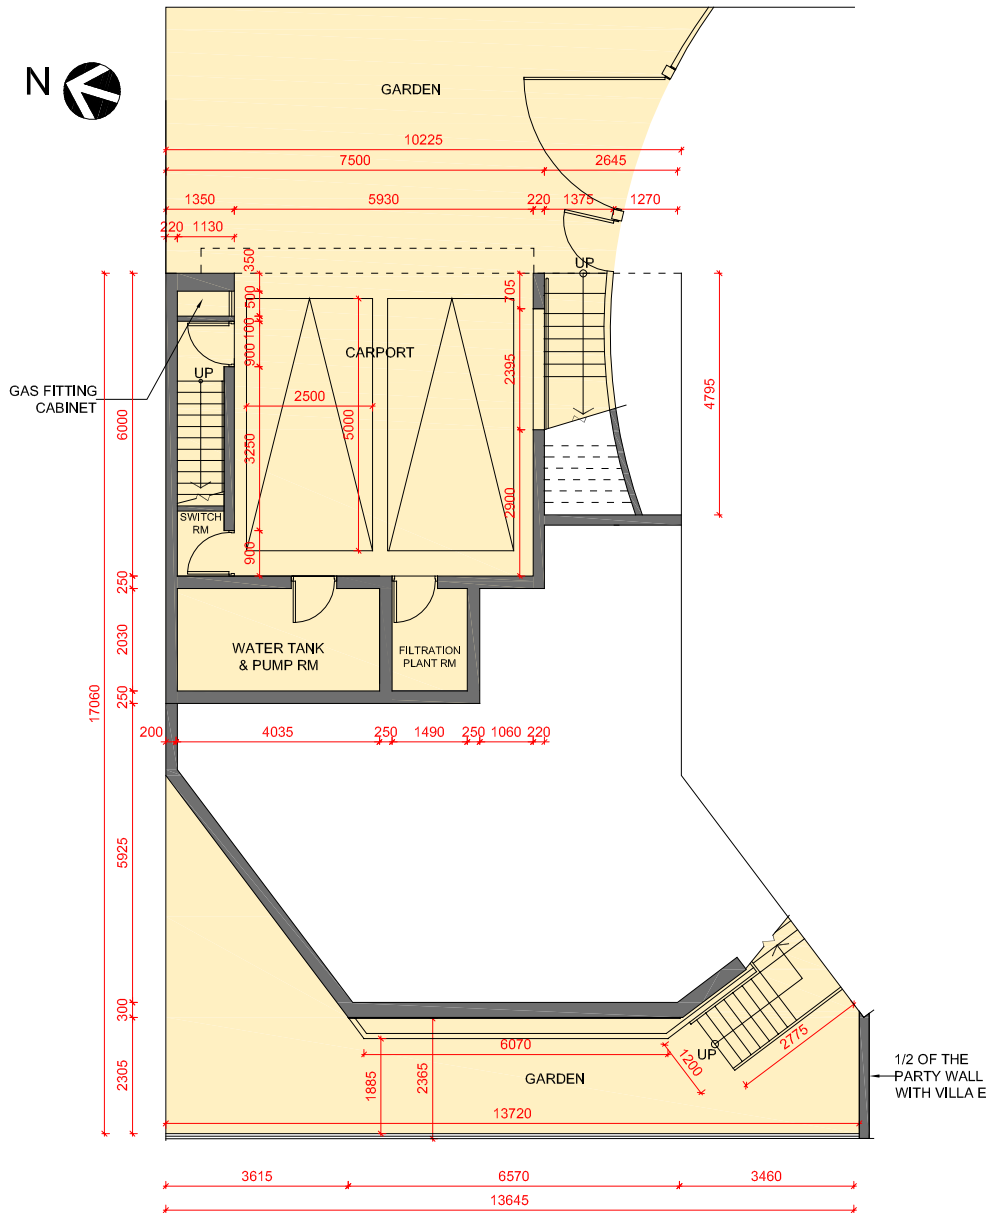 N
GARDEN
10225
7500
2645
1350
5930
220
1375
1270
220
1130
350
UP
500
705
100
CARPORT
900
UP
2395
GAS FITTING
CABINET
2500
5000
4795
6000
3250
2900
SWITCH
RM
900
250
2030
WATER TANK
& PUMP RM
FILTRATION
PLANT RM
250
17060
200
4035
250
1490
250
1060
220
5925
300
2305
6070
1885
2365
1200
UP
2775
GARDEN
1/2 OF THE
PARTY WALL
WITH VILLA E
13720
3615
6570
3460
13645